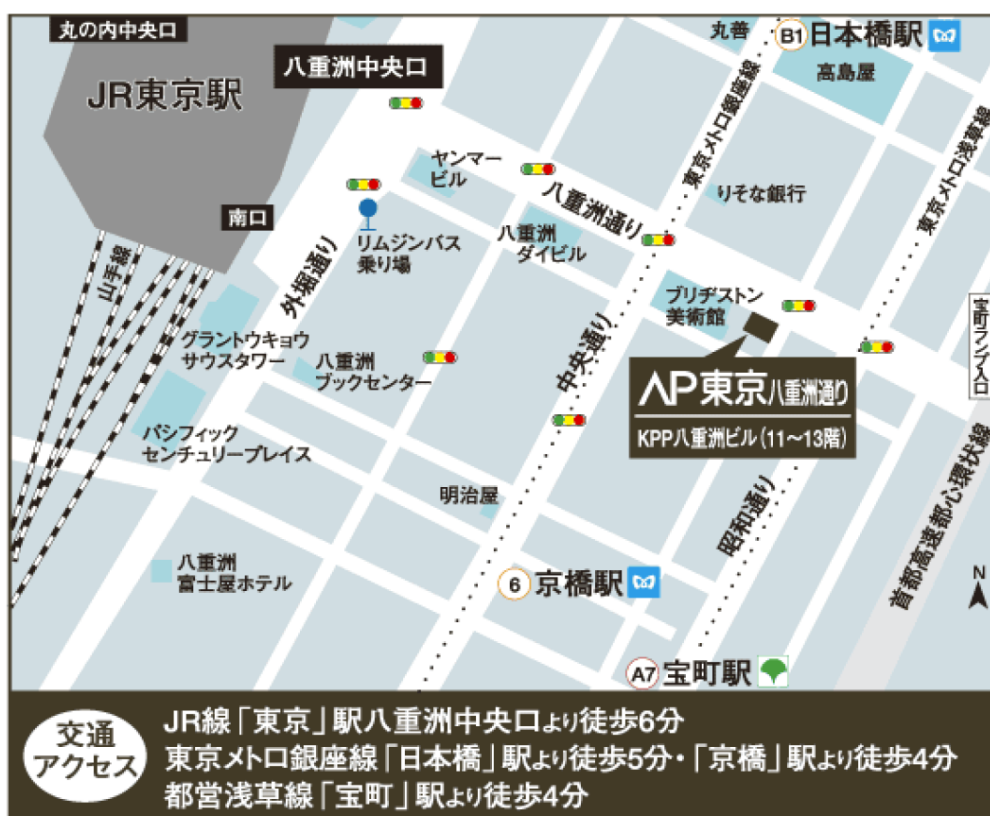 丸の内中央口
JR東京駅
八重洲中央口
丸善
B1
日本橋駅
高島屋
東京メトロ銀座線
東京メトロ浅草線
ヤンマー
ビル
八重洲通り
りそな銀行
南口
リムジンバス
乗り場
八重洲
ダイビル
山手線
外堀通り
ブリヂストン
美術館
宝町ランプ入口
グラントウキョウ
サウスタワー
八重洲
ブックセンター
中央通り
AP東京八重洲通り
KPP八重洲ビル(11〜13階)
パシフィック
センチュリープレイス
明治屋
昭和通り
首都高速都心環状線
八重洲
富士屋ホテル
6
京橋駅
N
A7
宝町駅
交通
アクセス
JR線「東京」駅八重洲中央口より徒歩6分
東京メトロ銀座線「日本橋」駅より徒歩5分・「京橋」駅より徒歩4分
都営浅草線「宝町」駅より徒歩4分